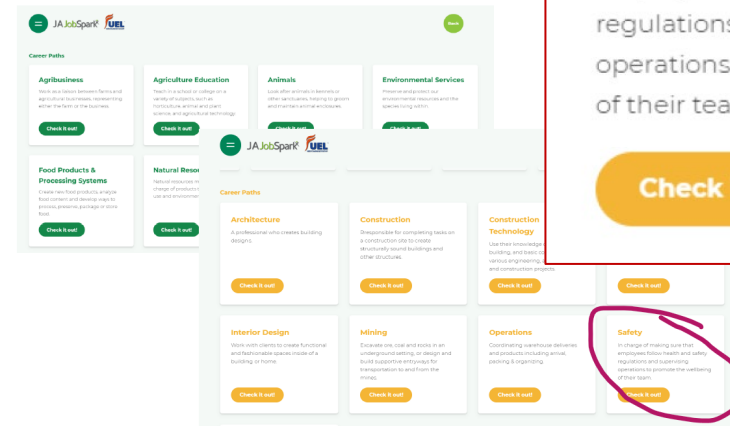 JA JobSpark FUEL
Back
Career Paths
Agribusiness
Work as a liaison between farms and
agricultural businesses, representing
either the farm or the business.
Check it out!
Agriculture Education
Teach in a school or college on a
variety of subjects, such as
horticulture, animal and plant
science, and agricultural technology.
Check it out!
Animals
Look after animals in kennels or
other sanctuaries, helping to groom
and maintain animal enclosures.
Check it out!
Environmental Services
Preserve and protect our
environmental resources and the
species living within.
Food Products &
Processing Systems
Create new food products, analyze
food content and develop ways to
process, preserve, package or store
food.
Check it out!
Natural
Natural resources
charge of
use and
JA JobSpark FUEL
Career Paths
Architecture
A professional who creates building
designs.
Check it out!
Construction
Responsible for completing tasks on
a construction site to create
structurally sound buildings and
other structures.
Check it out!
Construction
Technology
Use their knowledge
building, and basic
various engineering,
and construction projects.
Check it out!
Check it out!
Interior Design
Work with clients to create functional
and fashionable spaces inside of a
building or home.
Check it out!
Mining
Excavate ore, coal and rocks in an
underground setting, or design and
build supportive entryways for
transportation to and from the
mines.
Check it out!
Operations
Coordinating warehouse deliveries
and products including arrival,
packing & organizing.
Check it out!
Safety
In charge of making sure that
employees follow health and safety
regulations and supervising
operations to promote the wellbeing
of their team.
Check it out!
regulations
operations
of their tea
Check